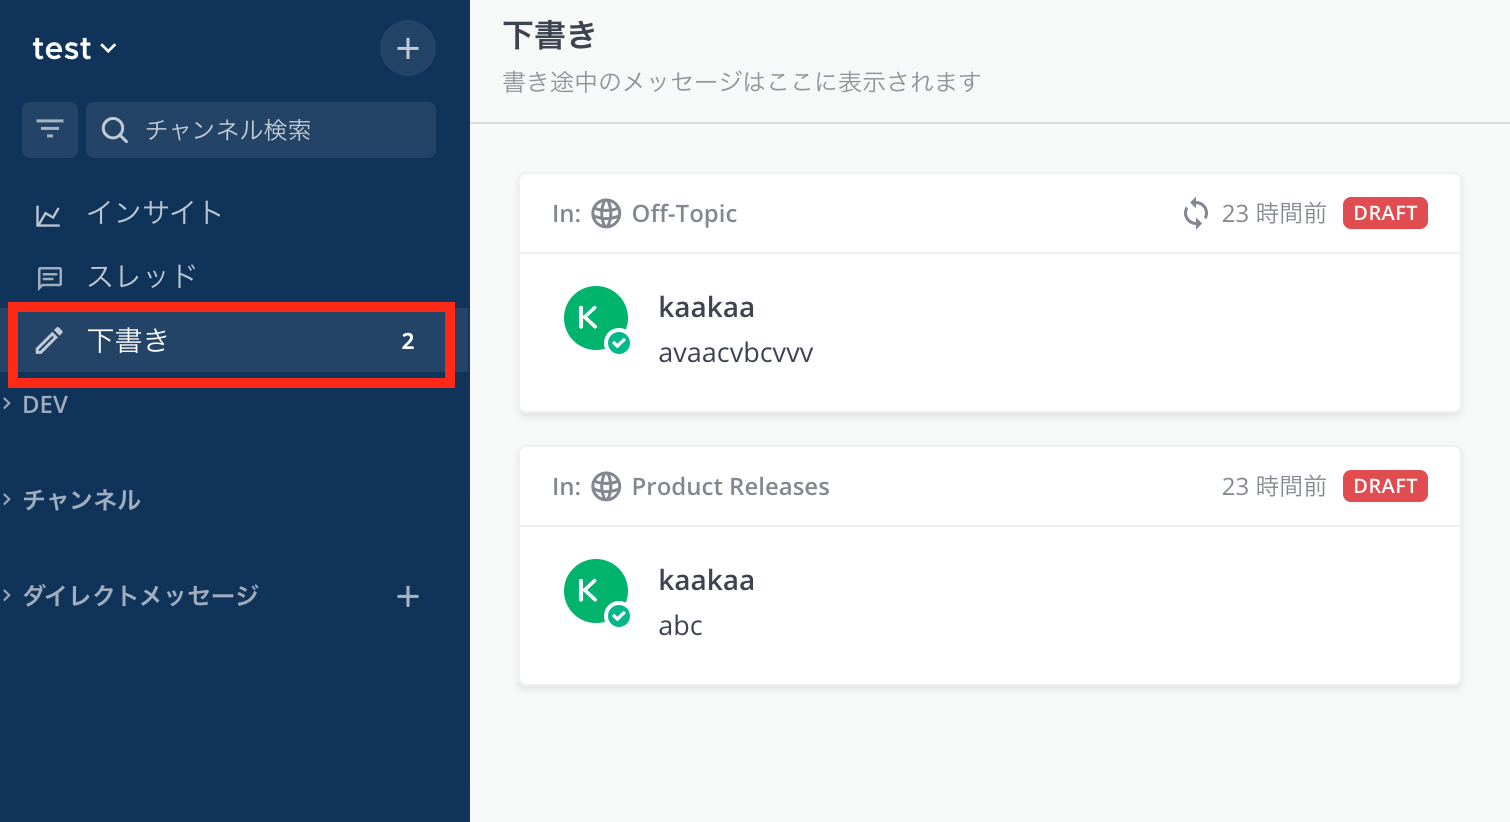 test
チャンネル検索
インサイト
スレッド
下書き 2
DEV
チャンネル
ダイレクトメッセージ
下書き
書き途中のメッセージはここに表示されます
In: Off-Topic 23 時間前 DRAFT
K kaakaa
avaacvbcvvv
In: Product Releases 23 時間前 DRAFT
K kaakaa
abc